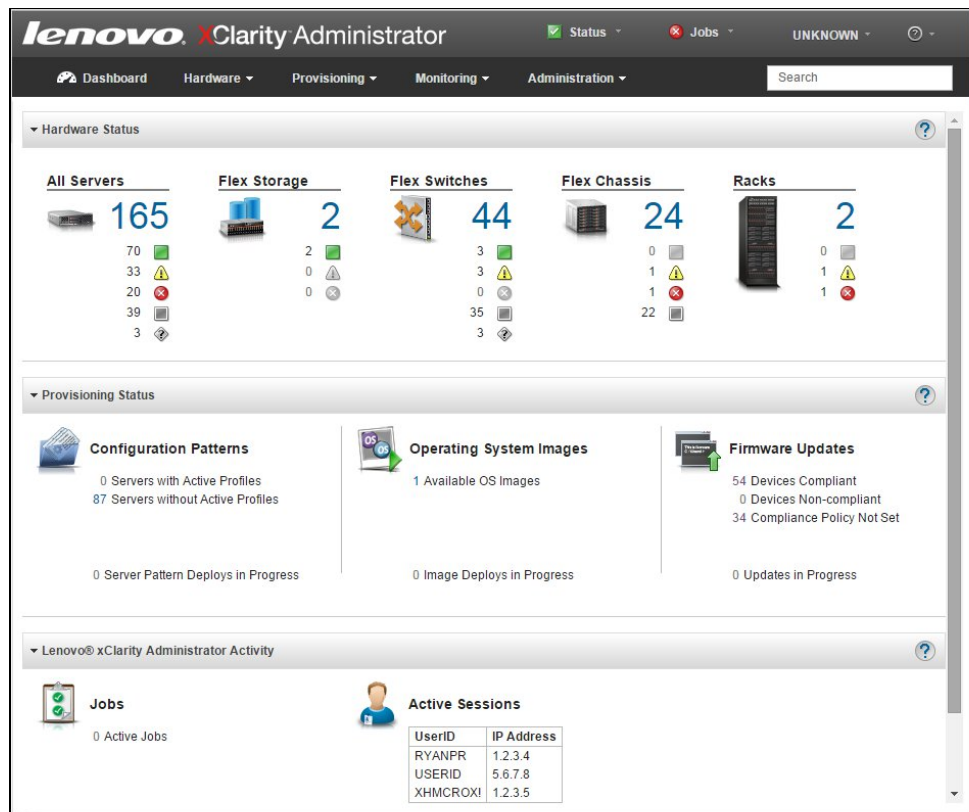 lenovo. XClarity Administrator
Status
Jobs
UNKNOWN
Dashboard
Hardware
Provisioning
Monitoring
Administration
Search
Hardware Status
All Servers
165
70
33
20
39
3
Flex Storage
2
2
0
0
Flex Switches
44
3
3
0
35
3
Flex Chassis
24
0
1
1
22
Racks
2
0
1
1
Provisioning Status
Configuration Patterns
0 Servers with Active Profiles
87 Servers without Active Profiles
0 Server Pattern Deploys in Progress
OS OS
Operating System Images
1 Available OS Images
0 Image Deploys in Progress
Firmware Updates
54 Devices Compliant
0 Devices Non-compliant
34 Compliance Policy Not Set
0 Updates in Progress
Lenovo® xClarity Administrator Activity
Jobs
0 Active Jobs
Active Sessions
UserID IP Address
RYANPR 1.2.3.4
USERID 5.6.7.8
XHMCROX! 1.2.3.5